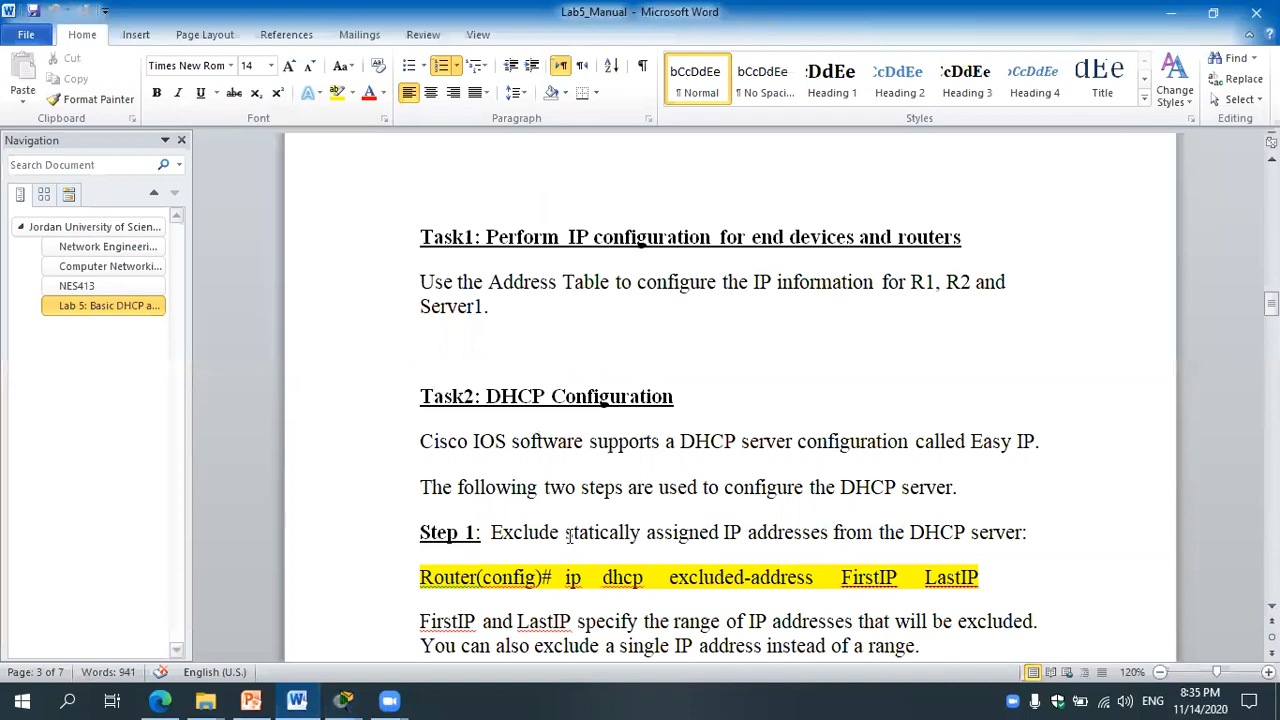 Lab5_Manual - Microsoft Word
File Home Insert Page Layout References Mailings Review View
Cut
Copy
Format Painter
Paste
Clipboard
Times New Rom 14
Font
Paragraph
bCcDdEe bCcDdEe IbDdEe :cDdEe :cDdEe bCcDdEe dEe
¶ Normal ¶ No Spaci... Heading 1 Heading 2 Heading 3 Heading 4 Title
Change Styles
Styles
Find
Replace
Select
Editing
Navigation
Search Document
Jordan University of Scien...
Network Engineeri...
Computer Networki...
NES413
Lab 5: Basic DHCP a...
Task1: Perform IP configuration for end devices and routers
Use the Address Table to configure the IP information for R1, R2 and
Server1.
Task2: DHCP Configuration
Cisco IOS software supports a DHCP server configuration called Easy IP.
The following two steps are used to configure the DHCP server.
Step 1: Exclude statically assigned IP addresses from the DHCP server:
Router(config)# ip dhcp excluded-address FirstIP LastIP
FirstIP and LastIP specify the range of IP addresses that will be excluded.
You can also exclude a single IP address instead of a range.
Page: 3 of 7 Words: 941 English (U.S.) 120%
ENG 8:35 PM
11/14/2020